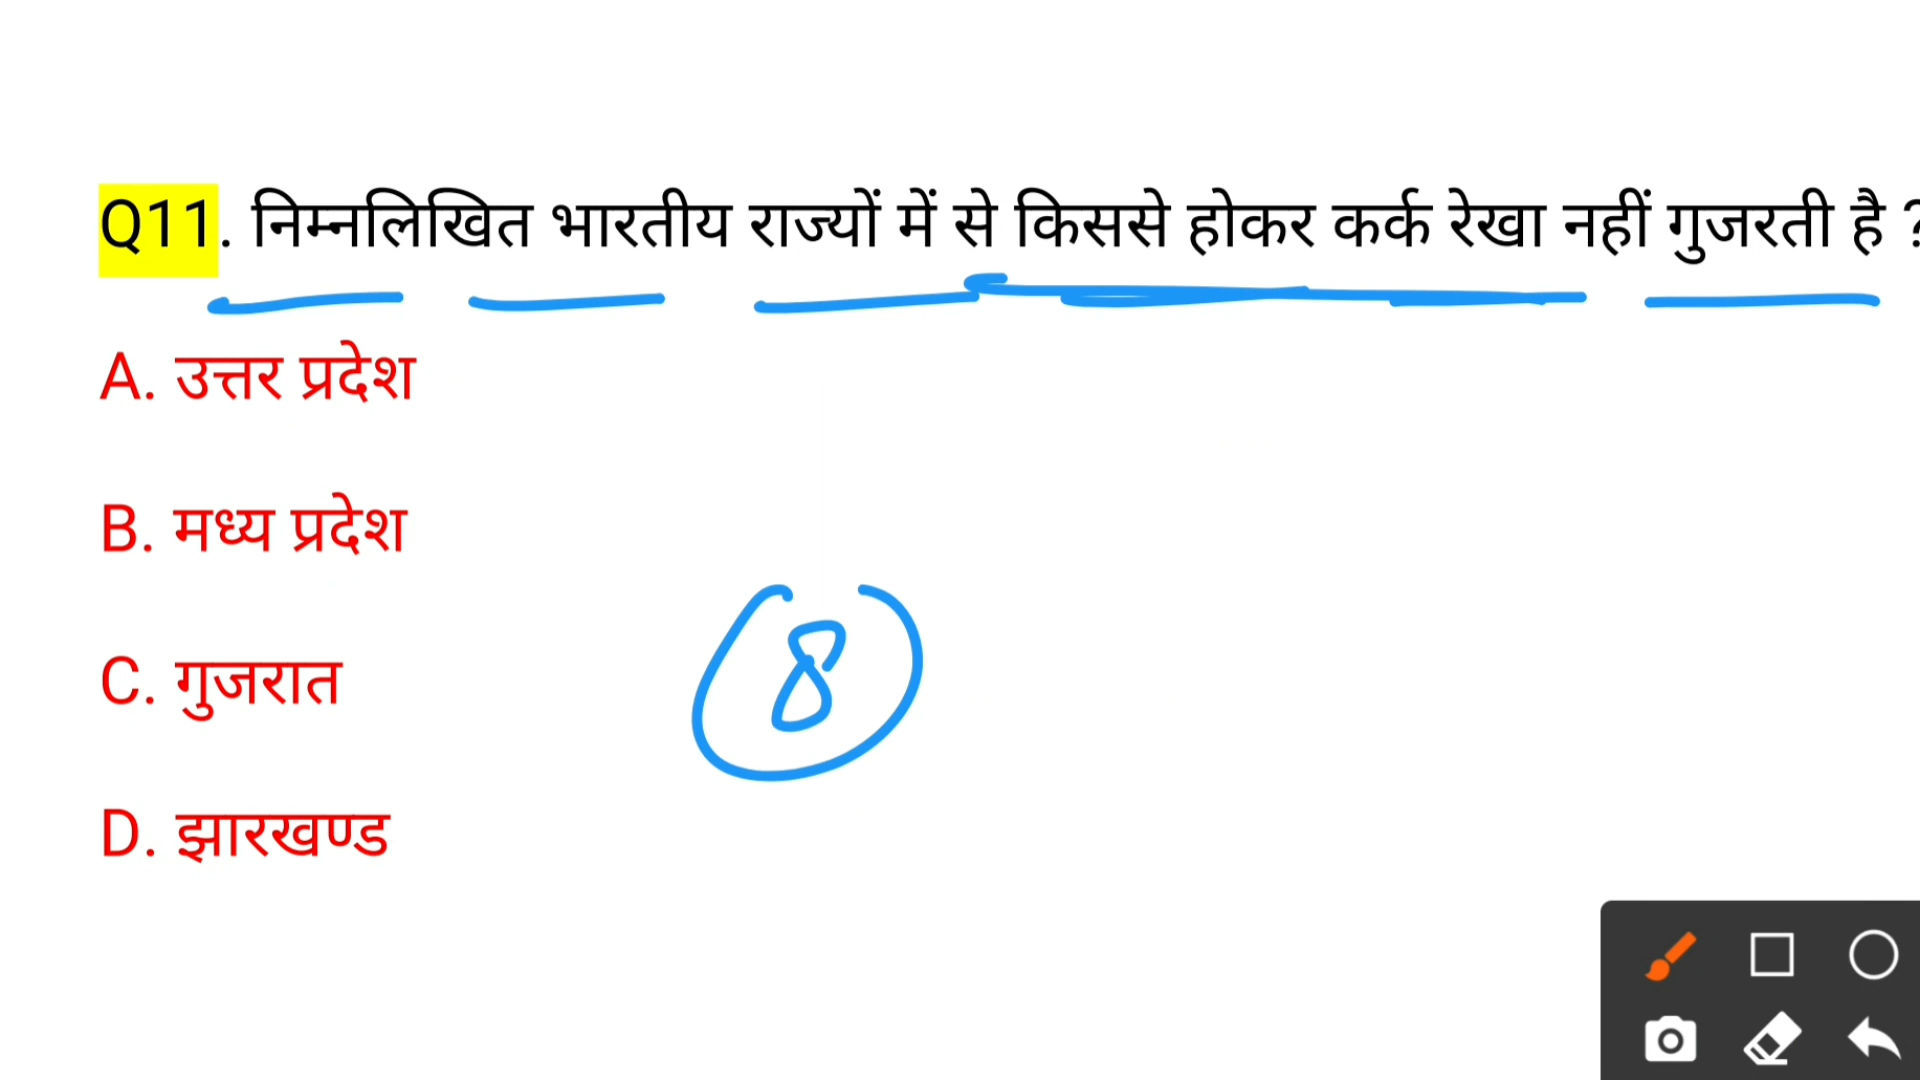 Q11. निम्नलिखित भारतीय राज्यों में से किससे होकर कर्क रेखा नहीं गुजरती है ?
A. उत्तर प्रदेश
B. मध्य प्रदेश
8
C. गुजरात
D. झारखण्ड